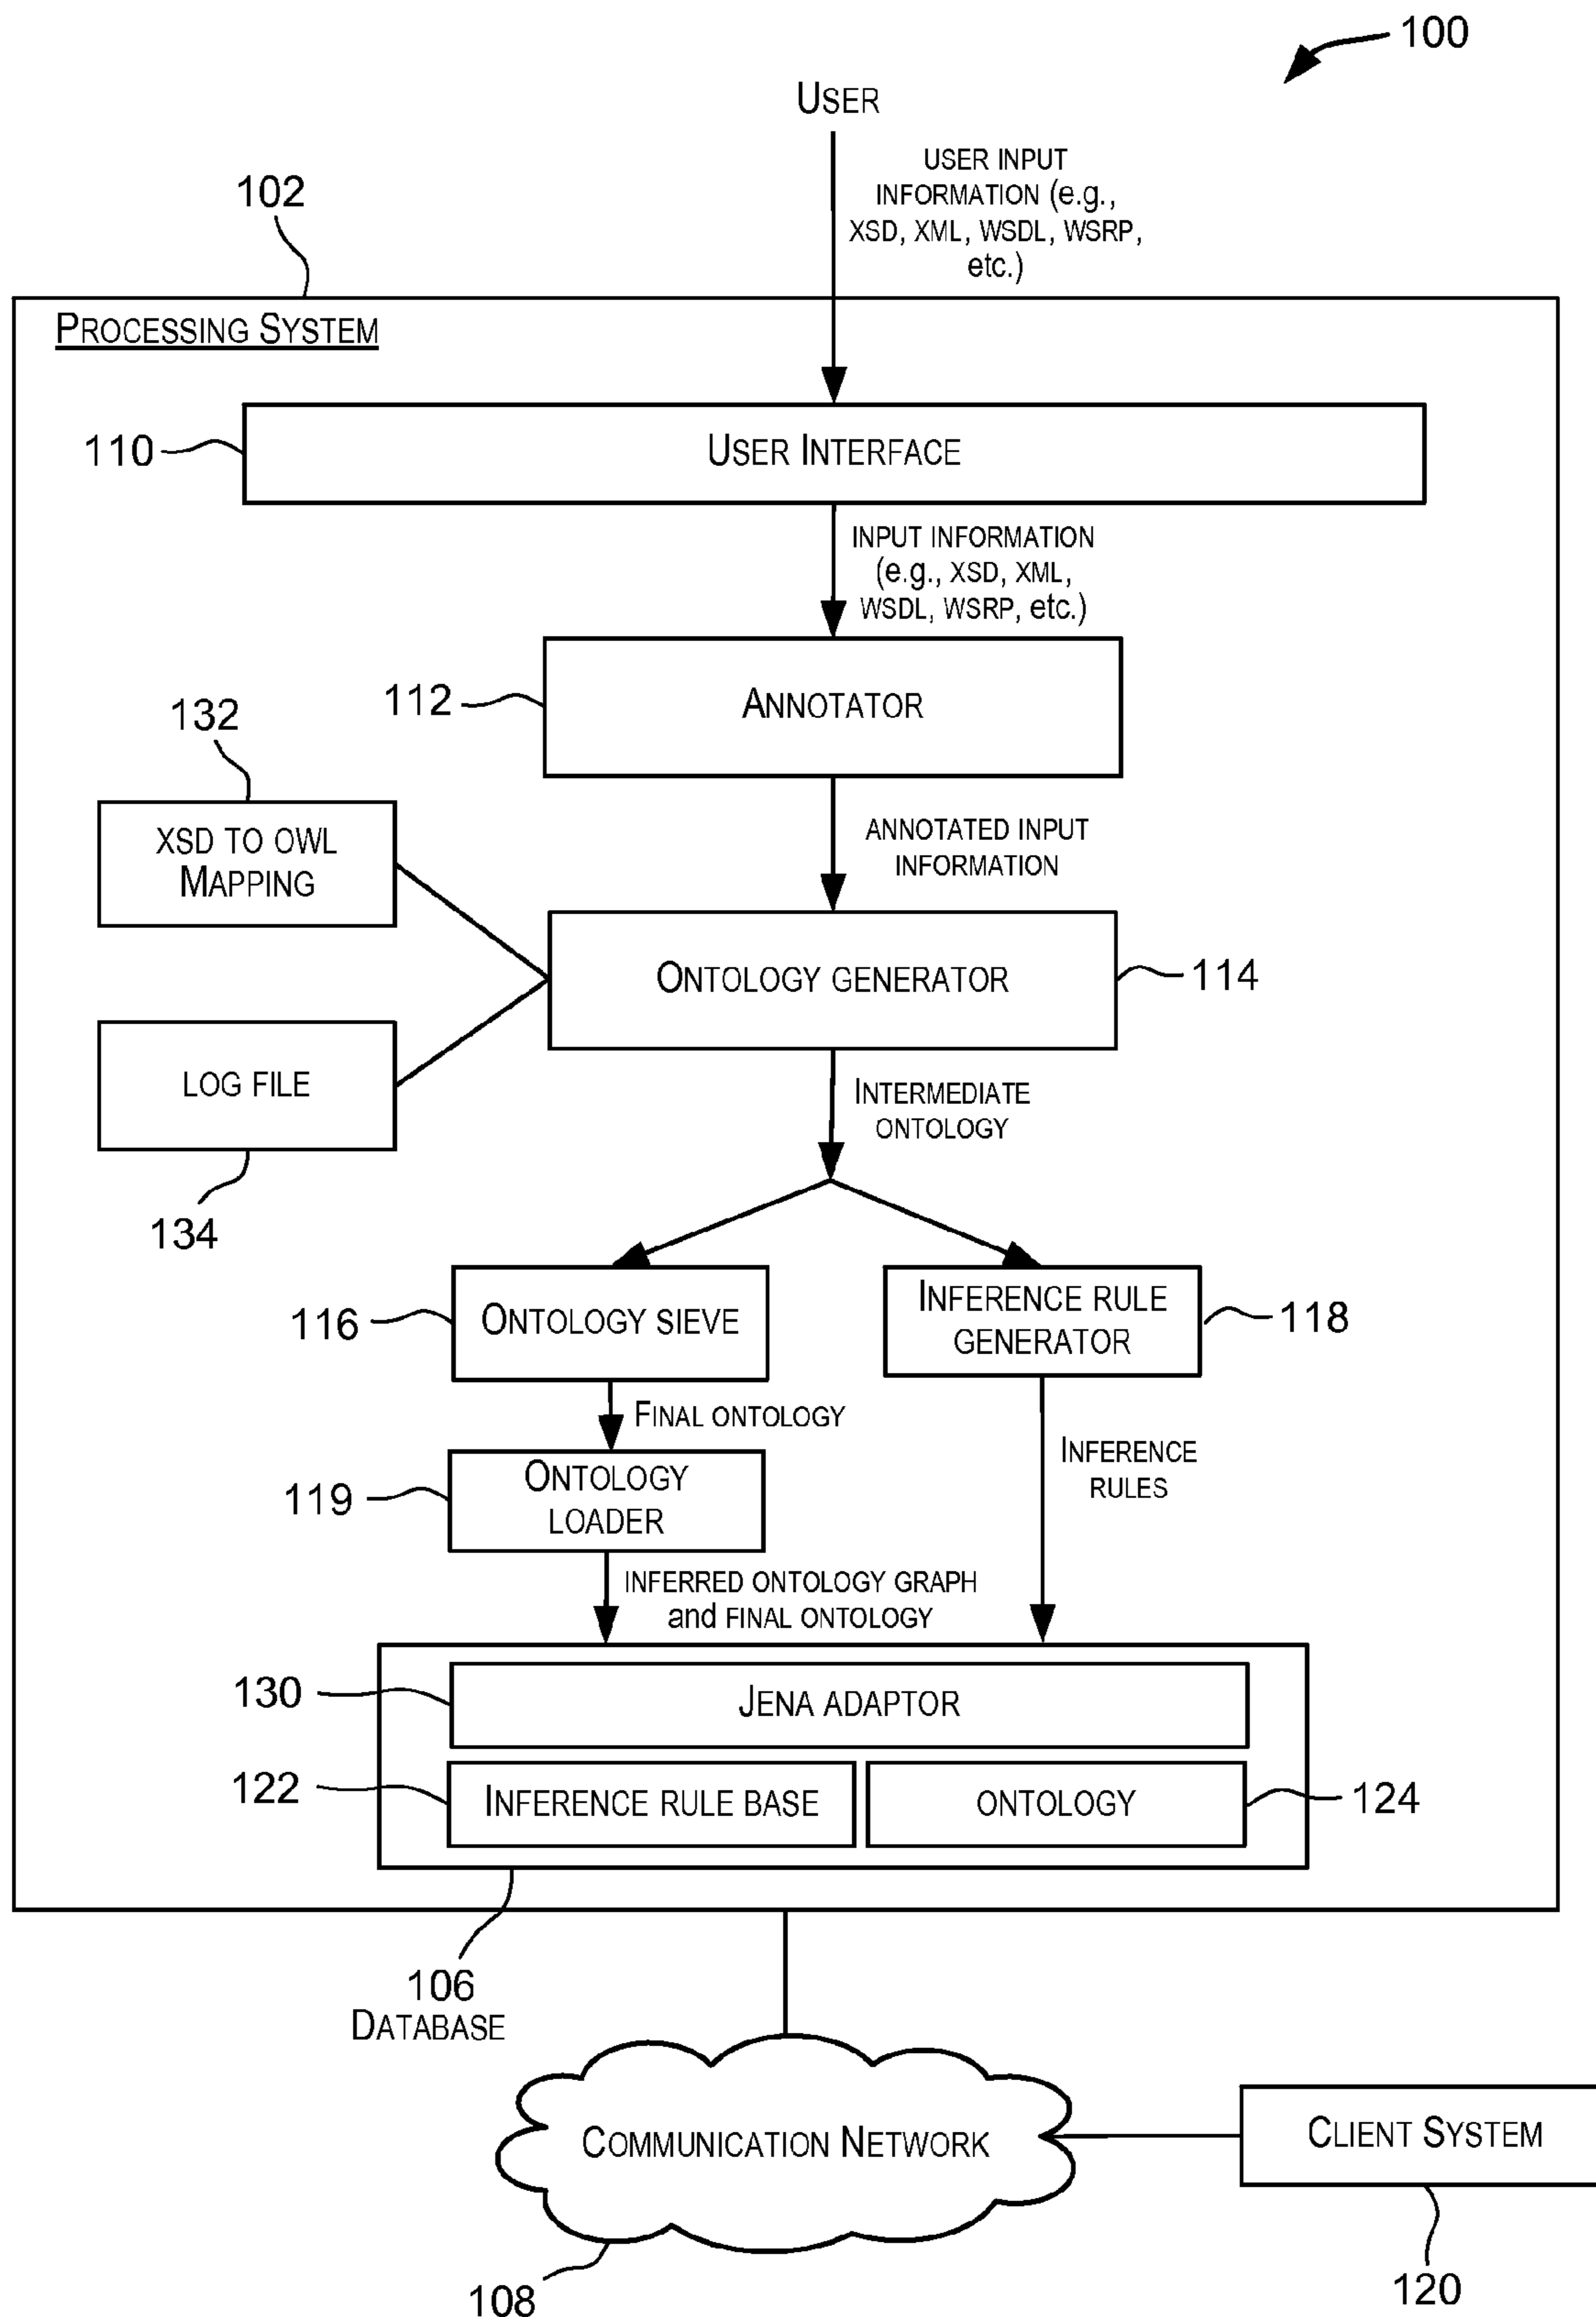 100
USER
USER INPUT
INFORMATION (e.g.,
XSD, XML, WSDL, WSRP,
etc.)
102
PROCESSING SYSTEM
110
USER INTERFACE
INPUT INFORMATION
(e.g., XSD, XML,
WSDL, WSRP, etc.)
112
ANNOTATOR
132
XSD TO OWL
MAPPING
ANNOTATED INPUT
INFORMATION
ONTOLOGY GENERATOR
114
LOG FILE
134
INTERMEDIATE
ONTOLOGY
116
ONTOLOGY SIEVE
INFERENCE RULE
GENERATOR
118
FINAL ONTOLOGY
119
ONTOLOGY
LOADER
INFERENCE
RULES
INFERRED ONTOLOGY GRAPH
and FINAL ONTOLOGY
130
JENA ADAPTOR
122
INFERENCE RULE BASE
ONTOLOGY
124
106
DATABASE
COMMUNICATION NETWORK
108
CLIENT SYSTEM
120